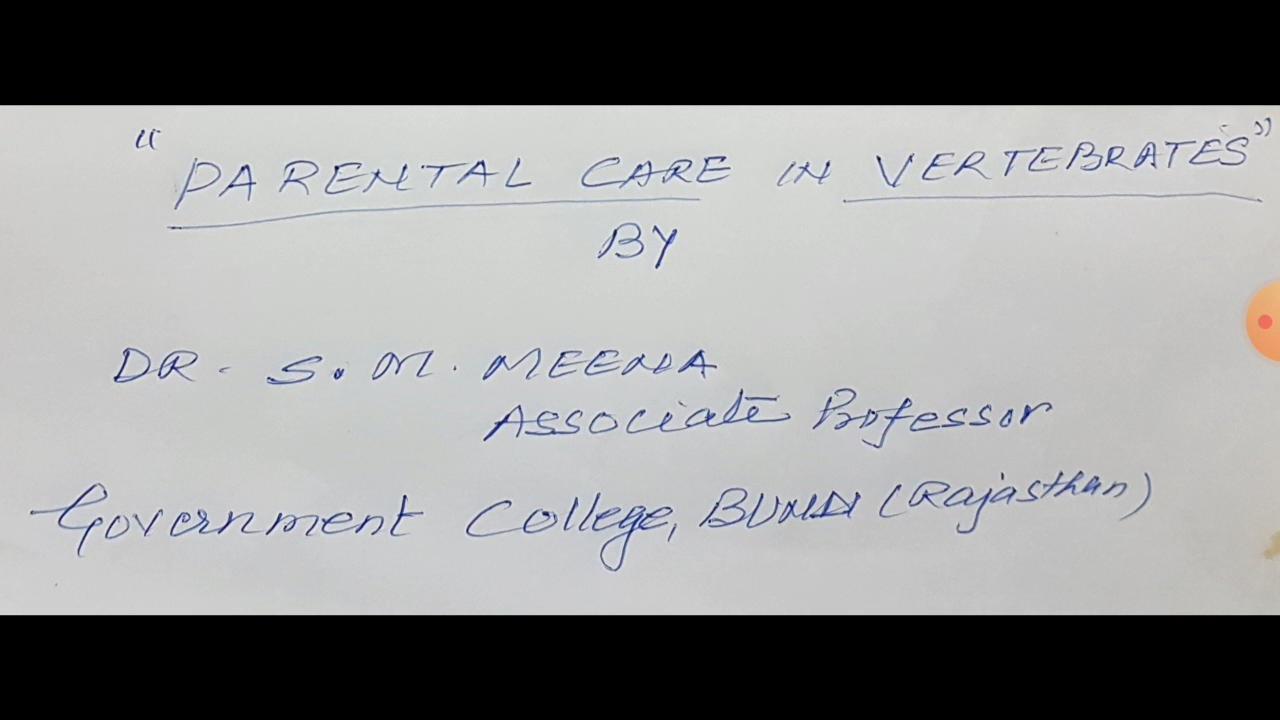 "PARENTAL CARE IN VERTEBRATES"
BY
DR. S. M. MEENA
Associate Professor
Government College, BUNDI (Rajasthan)